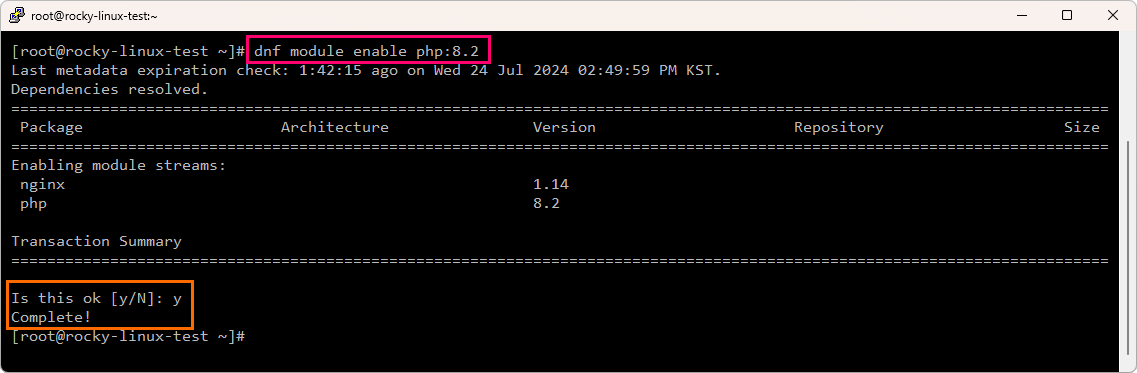 root@rocky-linux-test:~
[root@rocky-linux-test ~]# dnf module enable php:8.2
Last metadata expiration check: 1:42:15 ago on Wed 24 Jul 2024 02:49:59 PM KST.
Dependencies resolved.
==========================================================================================================================
Package Architecture Version Repository Size
==========================================================================================================================
Enabling module streams:
nginx 1.14
php 8.2
Transaction Summary
==========================================================================================================================
Is this ok [y/N]: y
Complete!
[root@rocky-linux-test ~]#